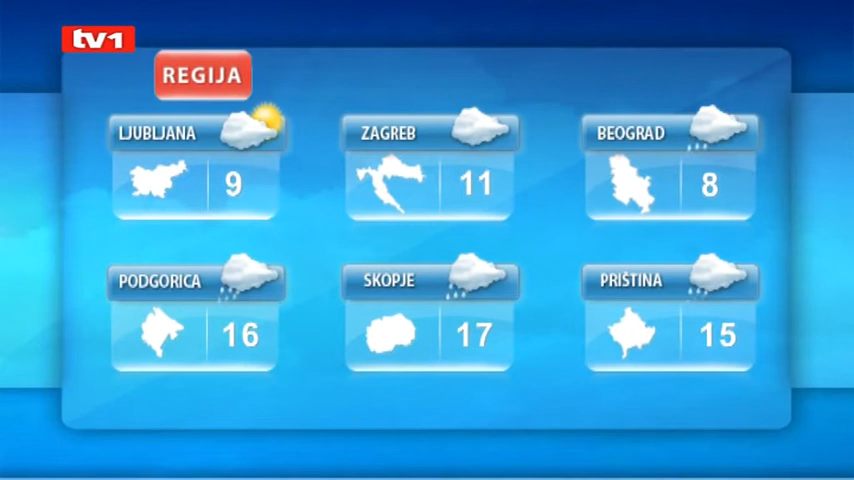 tv1
REGIJA
LJUBLJANA
9
ZAGREB
11
BEOGRAD
8
PODGORICA
16
SKOPJE
17
PRIŠTINA
15